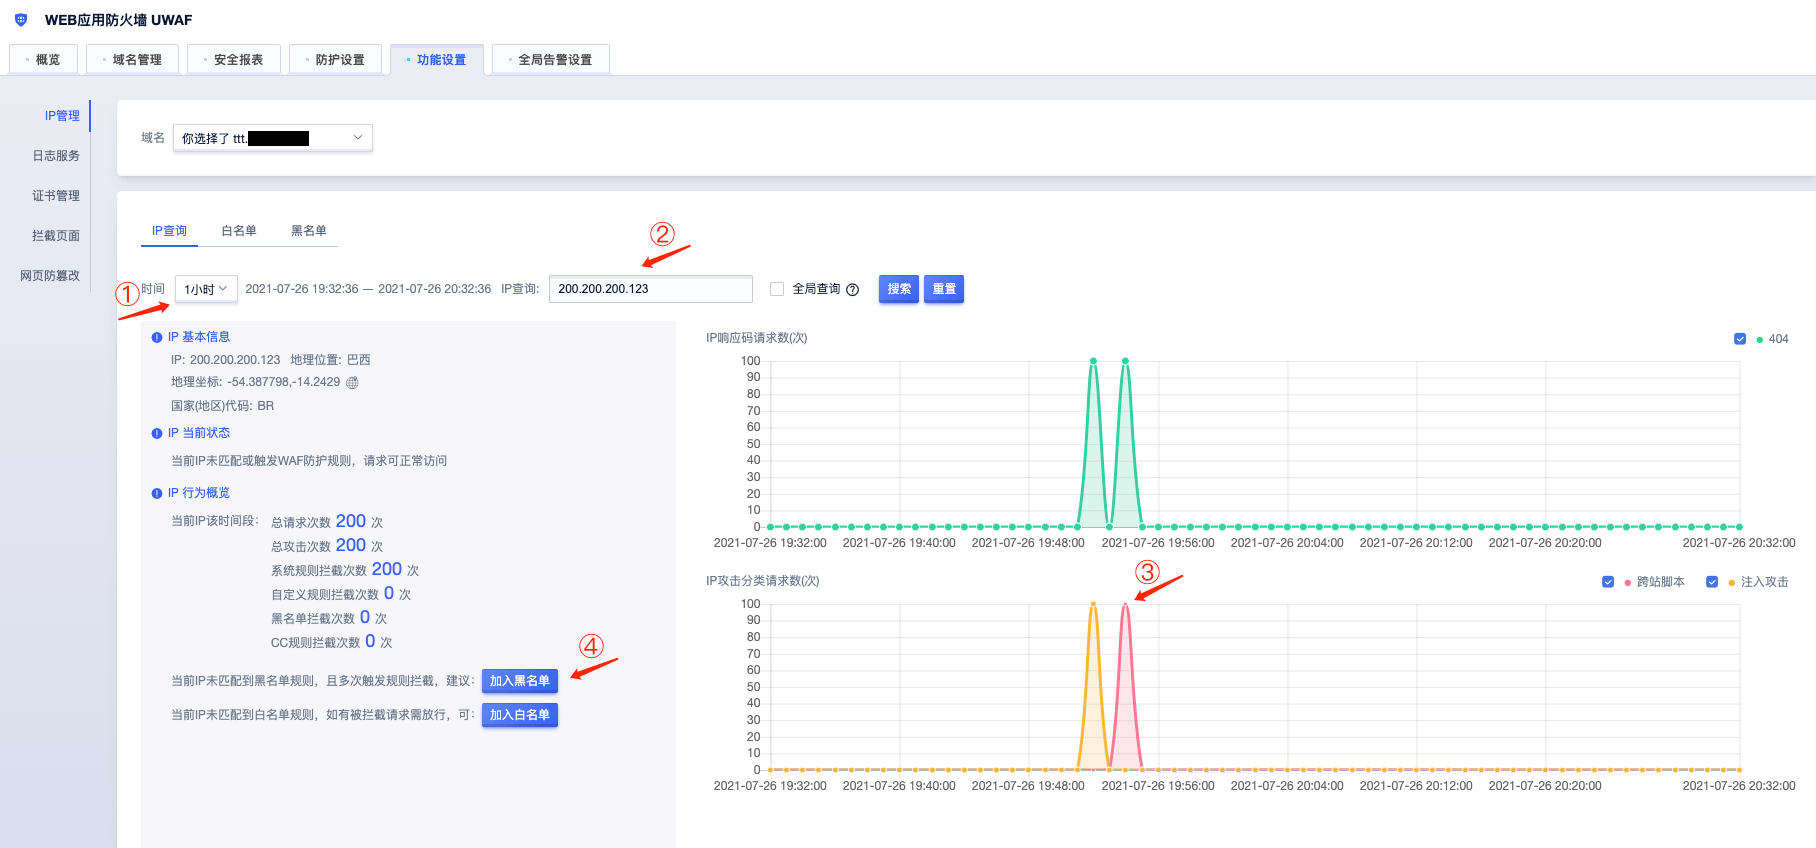 WEB应用防火墙 UWAF
概览 域名管理 安全报表 防护设置 功能设置 全局告警设置
IP管理
日志服务
证书管理
拦截页面
网页防篡改
域名 你选择了 ttt.
IP查询 白名单 黑名单
②
①
时间 1小时 2021-07-26 19:32:36 — 2021-07-26 20:32:36 IP查询: 200.200.200.123 全局查询 搜索 重置
IP 基本信息
IP: 200.200.200.123 地理位置: 巴西
地理坐标: -54.387798,-14.2429
国家(地区)代码: BR
IP 当前状态
当前IP未匹配或触发WAF防护规则，请求可正常访问
IP 行为概览
当前IP该时间段： 总请求次数 200 次
总攻击次数 200 次
系统规则拦截次数 200 次
自定义规则拦截次数 0 次
黑名单拦截次数 0 次
CC规则拦截次数 0 次
④
当前IP未匹配到黑名单规则，且多次触发规则拦截，建议： 加入黑名单
当前IP未匹配到白名单规则，如有被拦截请求需放行，可： 加入白名单
IP响应码请求数(次) 404
100
90
80
70
60
50
40
30
20
10
0
2021-07-26 19:32:00 2021-07-26 19:40:00 2021-07-26 19:48:00 2021-07-26 19:56:00 2021-07-26 20:04:00 2021-07-26 20:12:00 2021-07-26 20:20:00 2021-07-26 20:32:00
③
IP攻击分类请求数(次) 跨站脚本 注入攻击
100
90
80
70
60
50
40
30
20
10
0
2021-07-26 19:32:00 2021-07-26 19:40:00 2021-07-26 19:48:00 2021-07-26 19:56:00 2021-07-26 20:04:00 2021-07-26 20:12:00 2021-07-26 20:20:00 2021-07-26 20:32:00